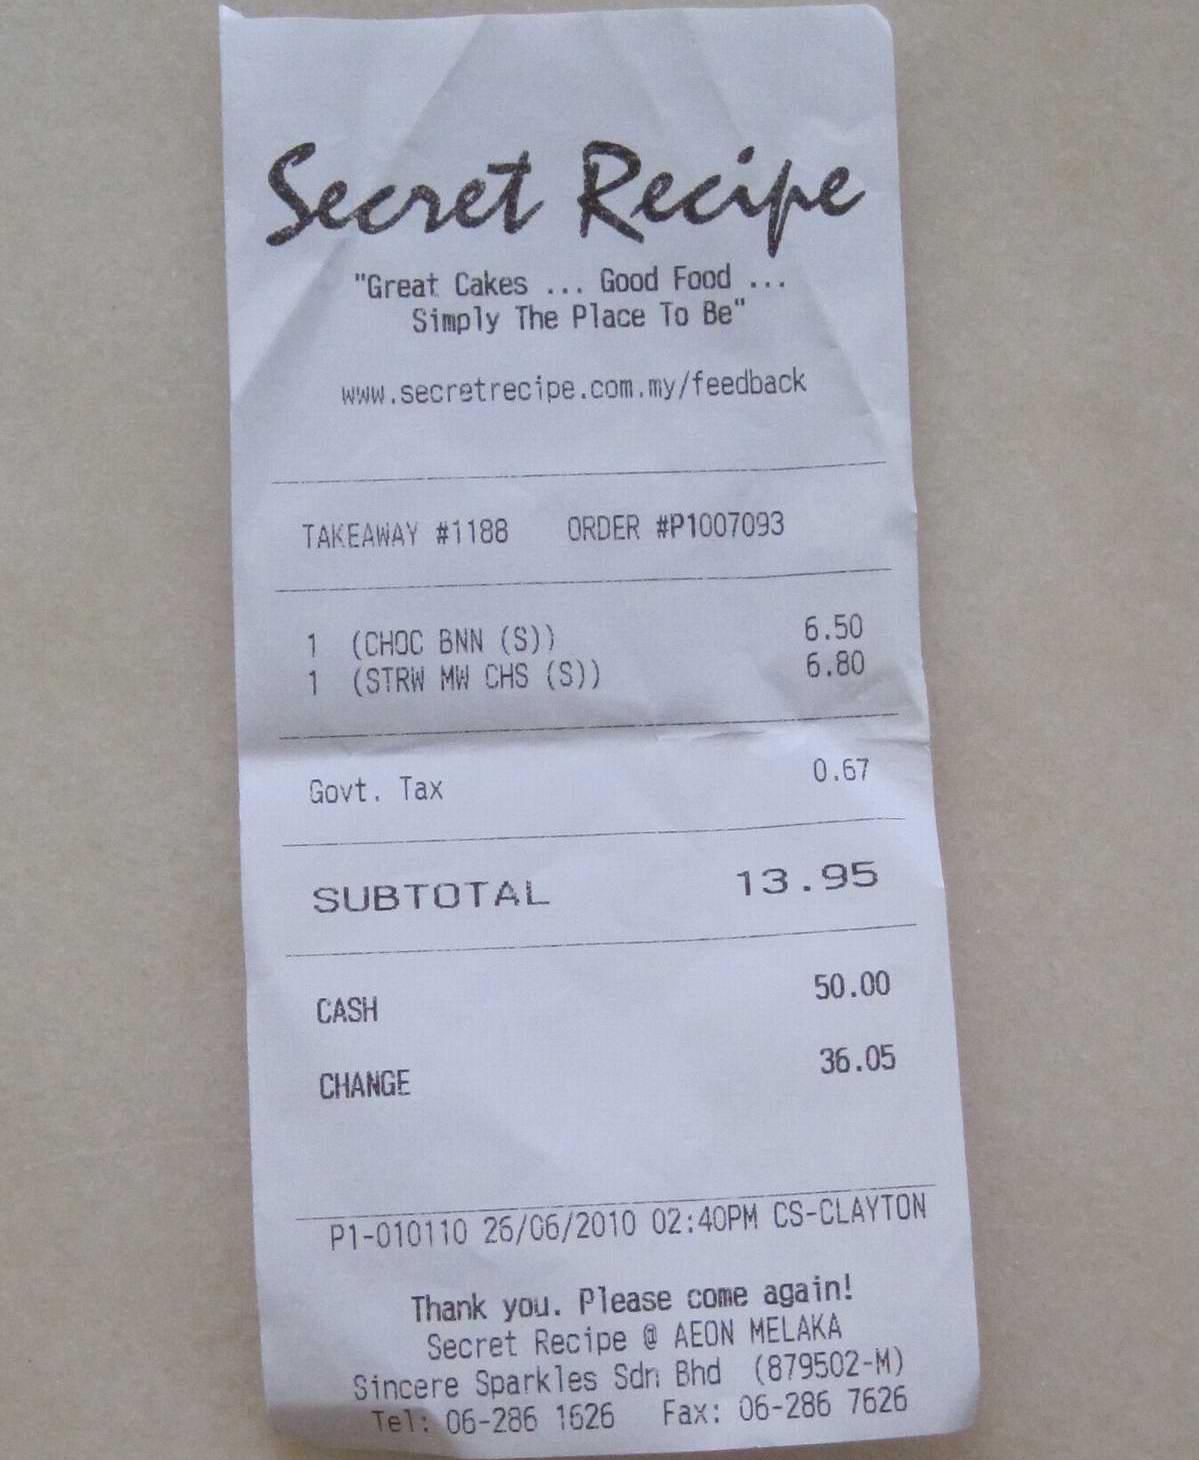 Secret Recipe
"Great Cakes ... Good Food ...
Simply The Place To Be"
www.secretrecipe.com.my/feedback
TAKEAWAY #1188 ORDER #P1007093
1 (CHOC BNN (S)) 6.50
1 (STRW MW CHS (S)) 6.80
Govt. Tax 0.67
SUBTOTAL 13.95
CASH 50.00
CHANGE 36.05
P1-010110 26/06/2010 02:40PM CS-CLAYTON
Thank you. Please come again!
Secret Recipe @ AEON MELAKA
Sincere Sparkles Sdn Bhd (879502-M)
Tel: 06-286 1626 Fax: 06-286 7626